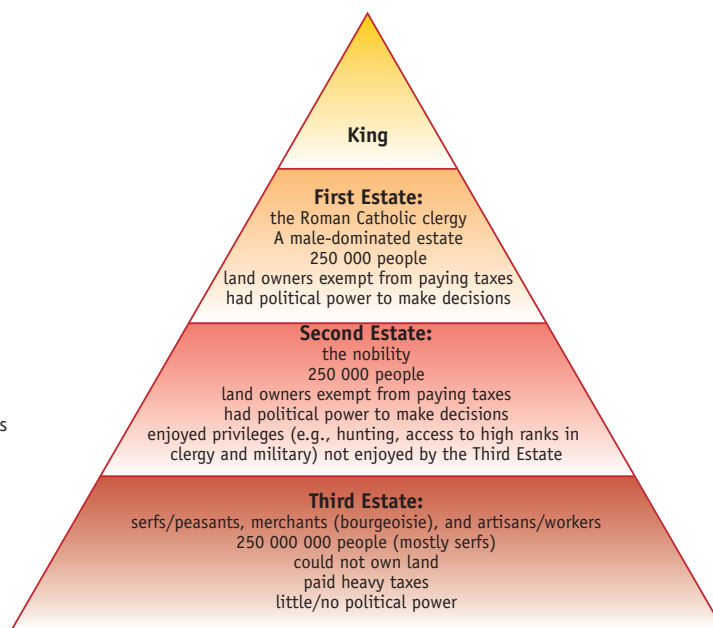 King
First Estate:
the Roman Catholic clergy
A male-dominated estate
250 000 people
land owners exempt from paying taxes
had political power to make decisions
Second Estate:
the nobility
250 000 people
land owners exempt from paying taxes
had political power to make decisions
enjoyed privileges (e.g., hunting, access to high ranks in
clergy and military) not enjoyed by the Third Estate
Third Estate:
serfs/peasants, merchants (bourgeoisie), and artisans/workers
250 000 000 people (mostly serfs)
could not own land
paid heavy taxes
little/no political power